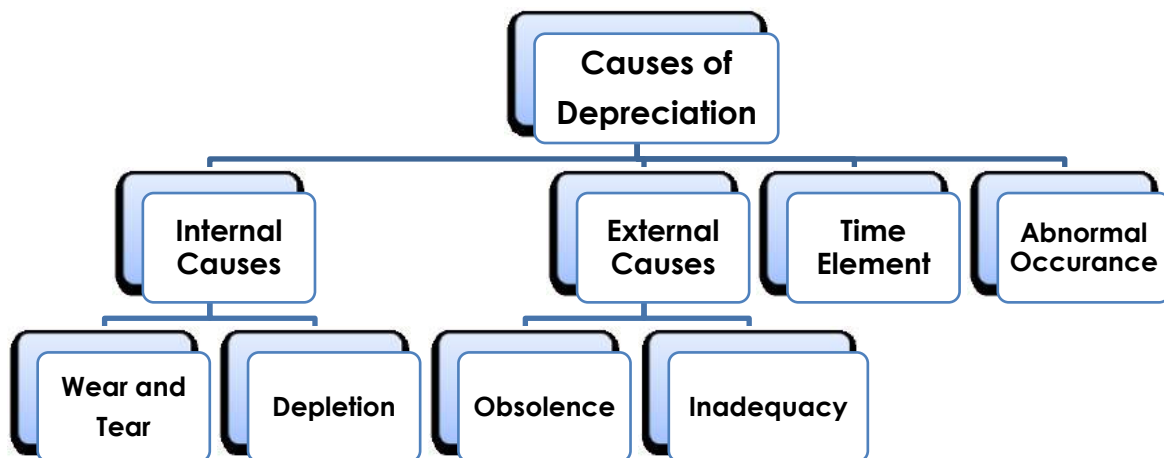 Causes of
Depreciation
Internal
Causes
External
Causes
Time
Element
Abnormal
Occurance
Wear and
Tear
Depletion
Obsolence
Inadequacy